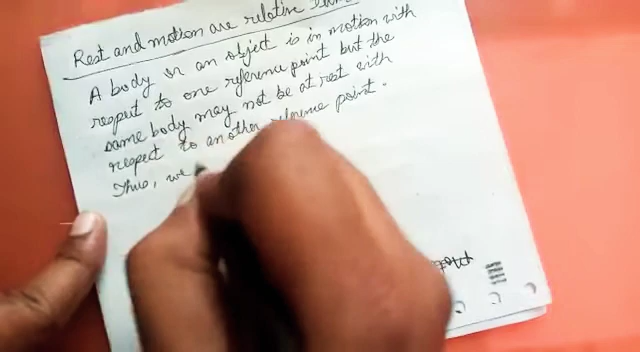 Rest and motion are relative
A body or an object is in motion with
respect to one reference point but the
same body may not be at rest with
respect to another reference point.
Thus, we